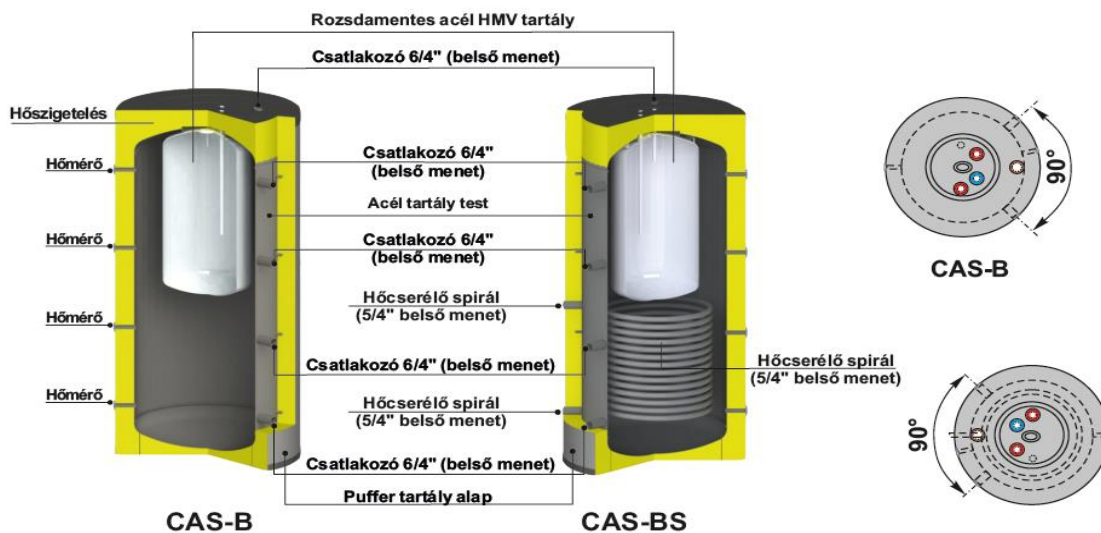 Rozsdamentes acél HMV tartály
Csatlakozó 6/4" (belső menet)
Hőszigetelés
Hőmérő
Csatlakozó 6/4"
(belső menet)
Acél tartály test
Hőmérő
Csatlakozó 6/4"
(belső menet)
Hőcserélő spirál
(5/4" belső menet)
Hőmérő
Csatlakozó 6/4" (belső menet)
Hőcserélő spirál
(5/4" belső menet)
Hőmérő
Hőcserélő spirál
(5/4" belső menet)
Csatlakozó 6/4" (belső menet)
Puffer tartály alap
CAS-B
CAS-BS
90°
CAS-B
90°